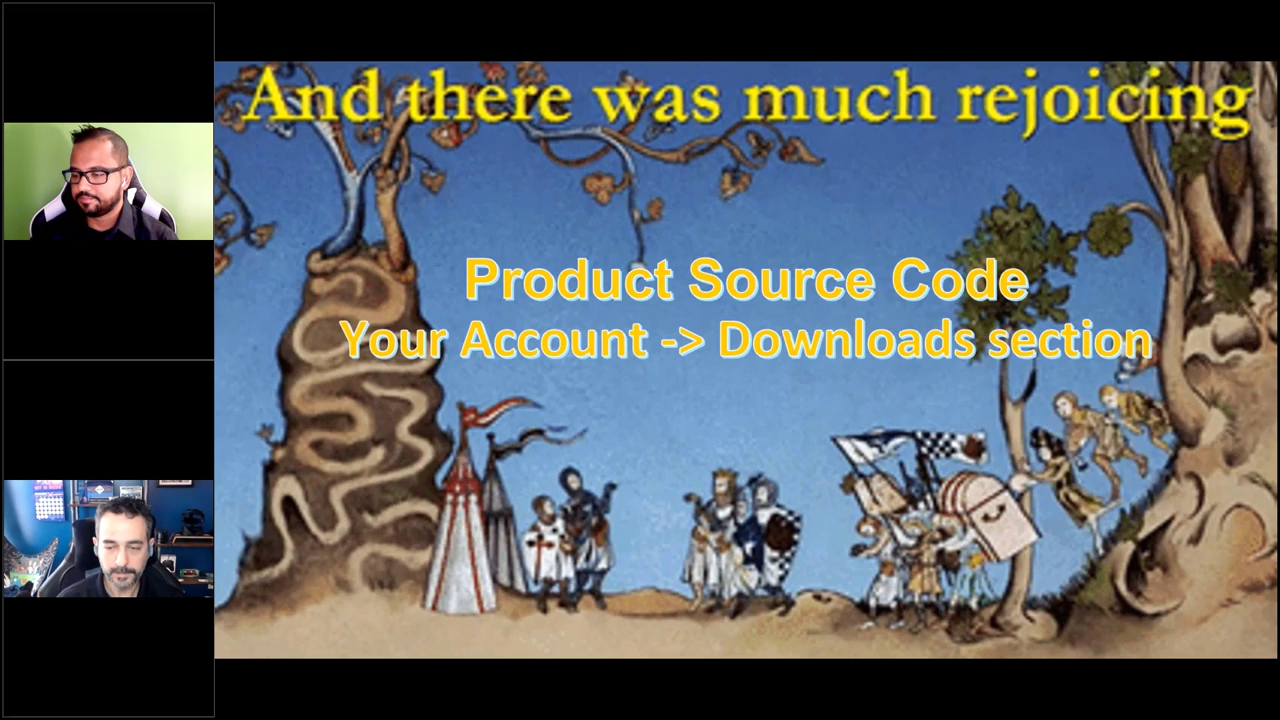 And there was much rejoicing
Product Source Code
Your Account -> Downloads section